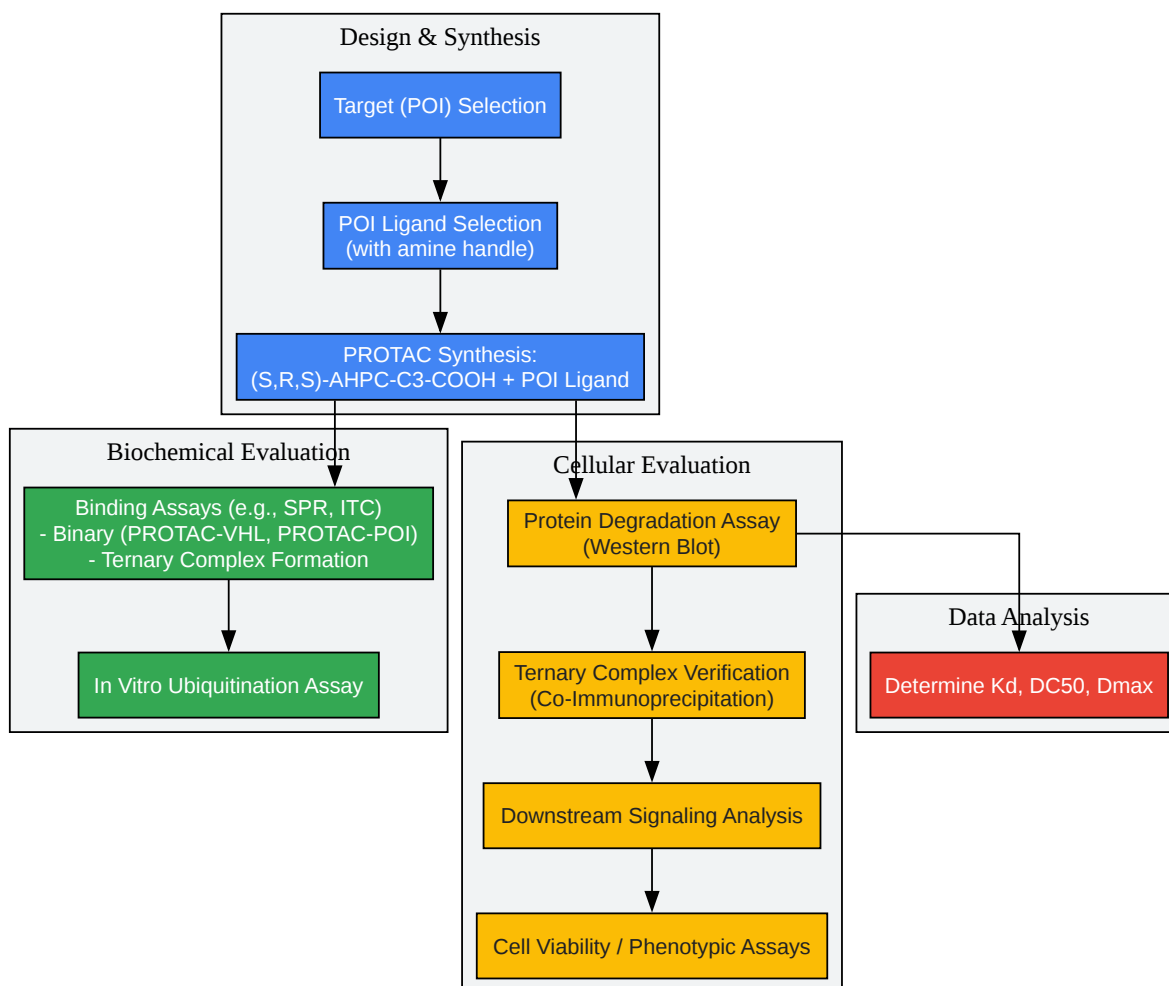 Design & Synthesis
Target (POI) Selection
POI Ligand Selection
(with amine handle)
PROTAC Synthesis:
(S,R,S)-AHPC-C3-COOH + POI Ligand
Biochemical Evaluation
Binding Assays (e.g., SPR, ITC)
- Binary (PROTAC-VHL, PROTAC-POI)
- Ternary Complex Formation
In Vitro Ubiquitination Assay
Cellular Evaluation
Protein Degradation Assay
(Western Blot)
Ternary Complex Verification
(Co-Immunoprecipitation)
Downstream Signaling Analysis
Cell Viability / Phenotypic Assays
Data Analysis
Determine Kd, DC50, Dmax